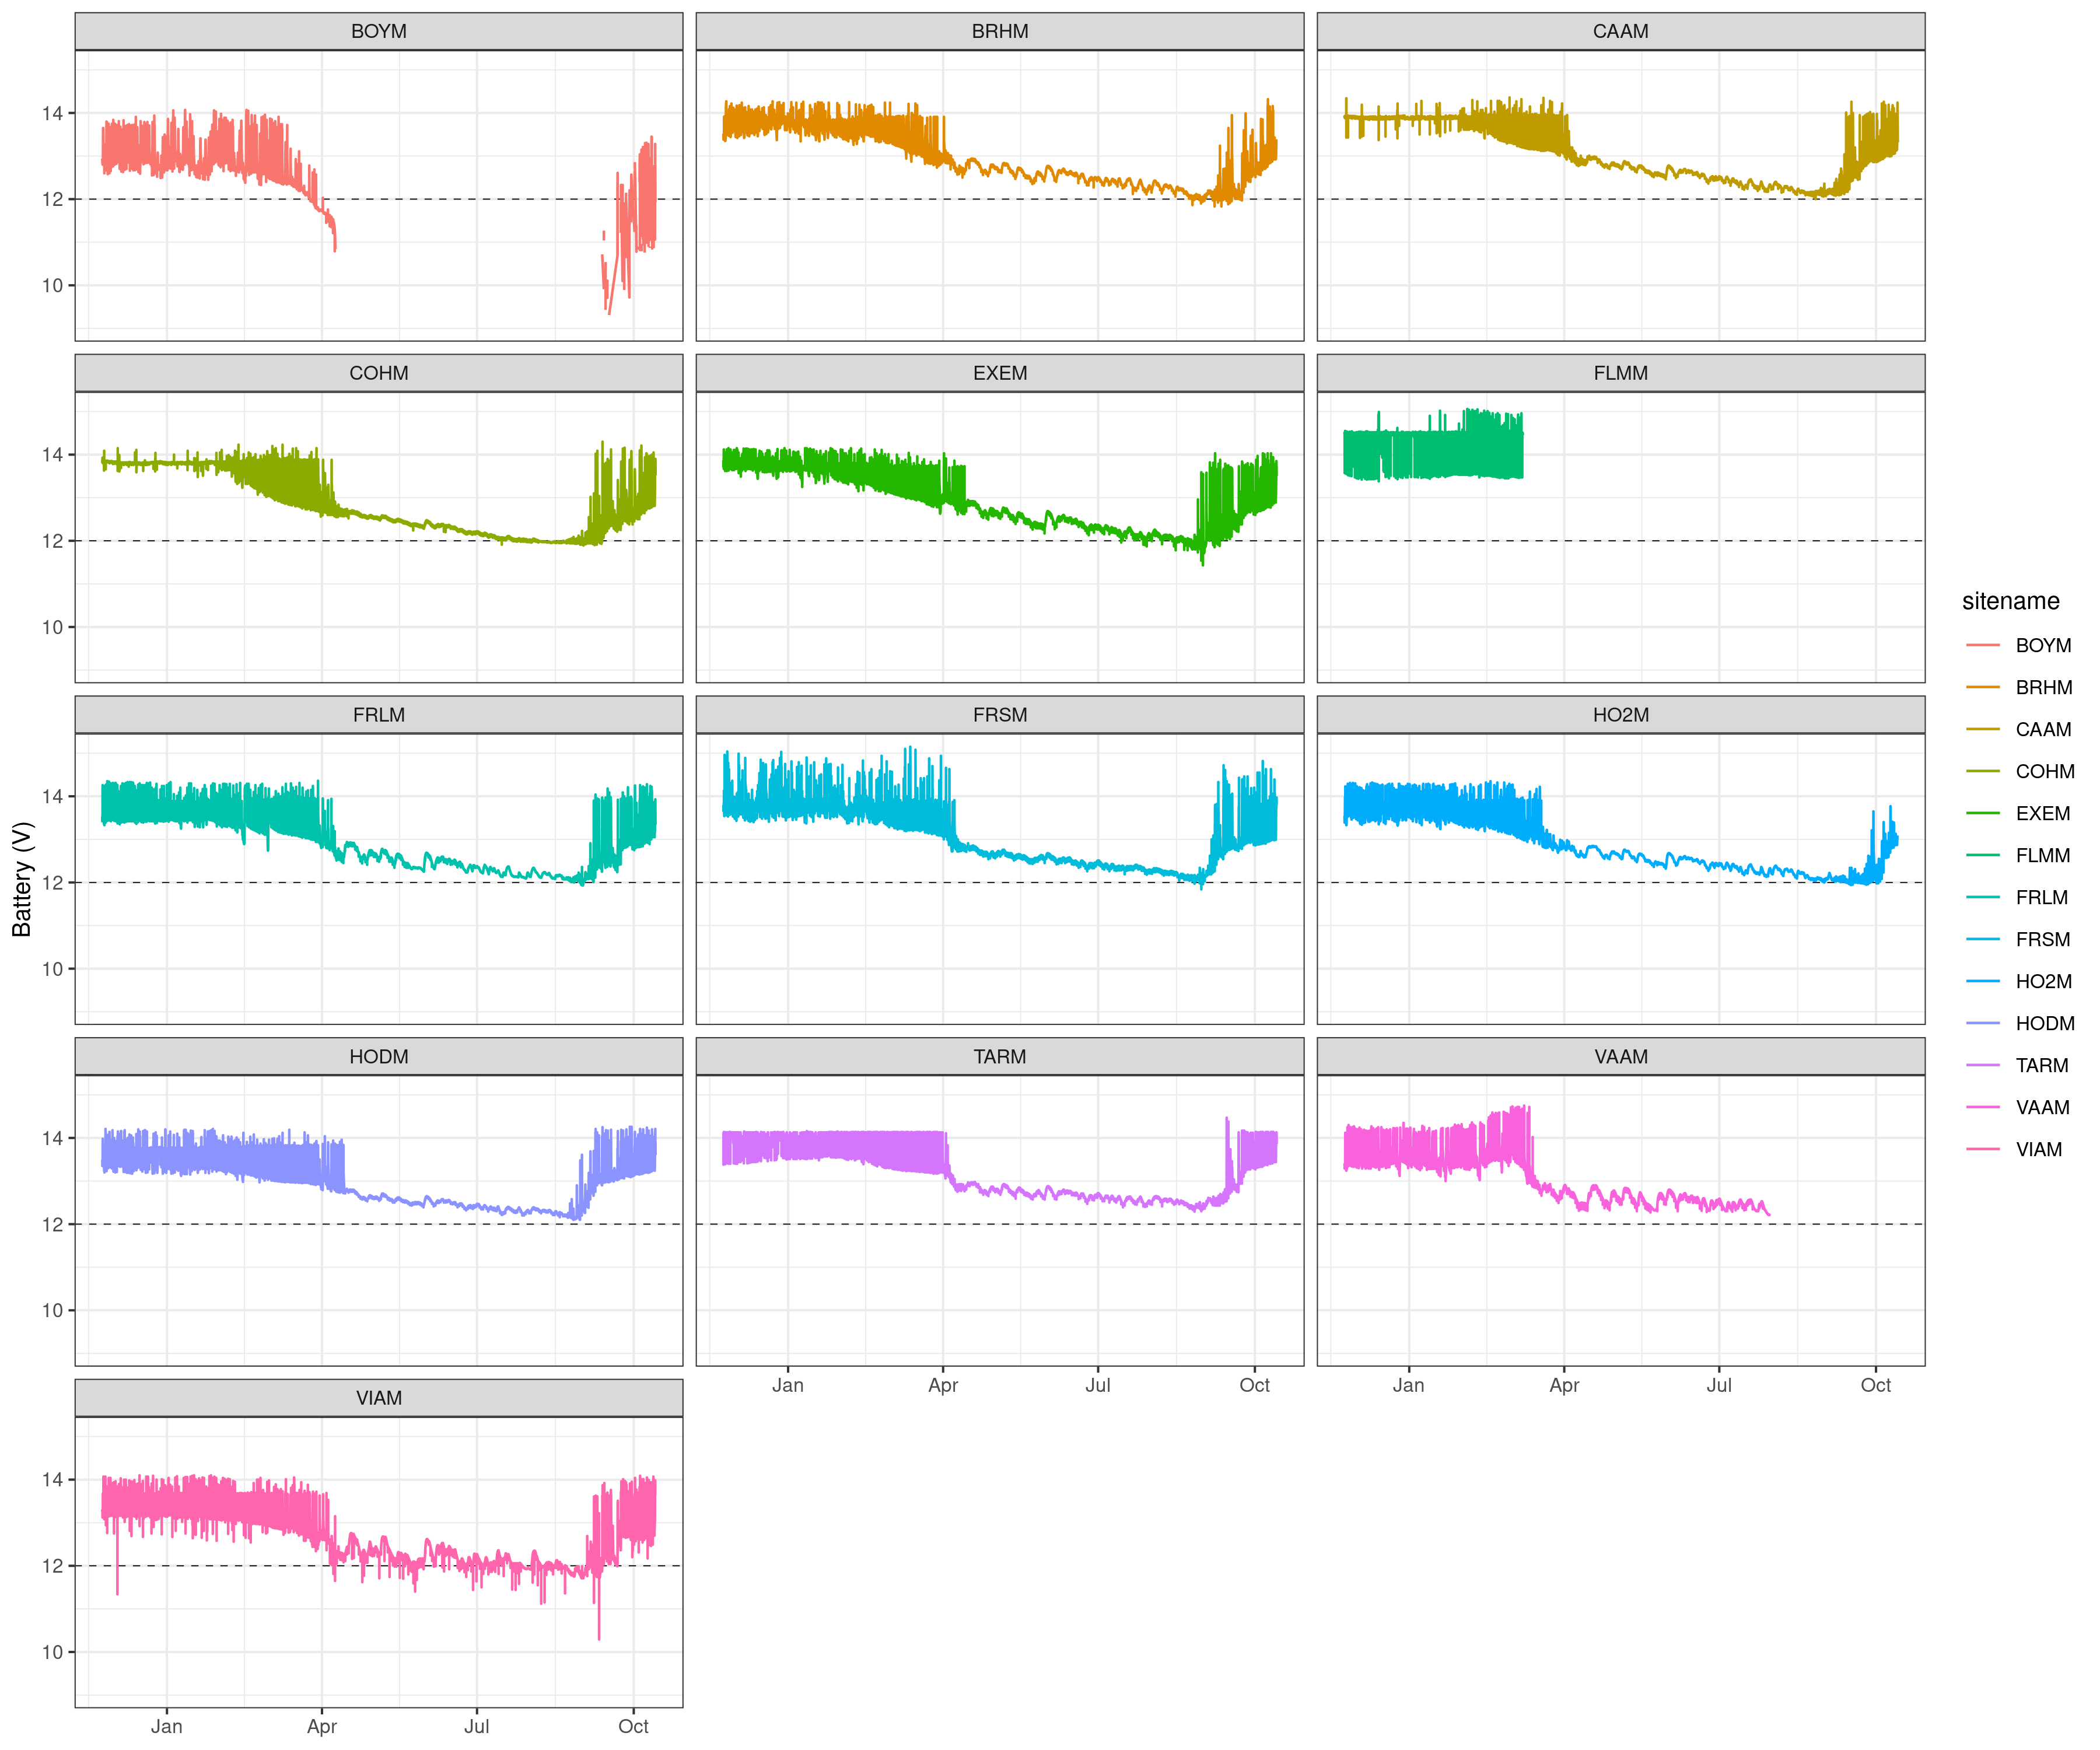 BOYM
BRHM
CAAM
14
12
10
COHM
EXEM
FLMM
14
12
10
FRLM
FRSM
HO2M
14
12
10
HODM
TARM
VAAM
14
12
10
Jan Apr Jul Oct
Jan Apr Jul Oct
VIAM
14
12
10
Jan Apr Jul Oct
Battery (V)
sitename
BOYM
BRHM
CAAM
COHM
EXEM
FLMM
FRLM
FRSM
HO2M
HODM
TARM
VAAM
VIAM